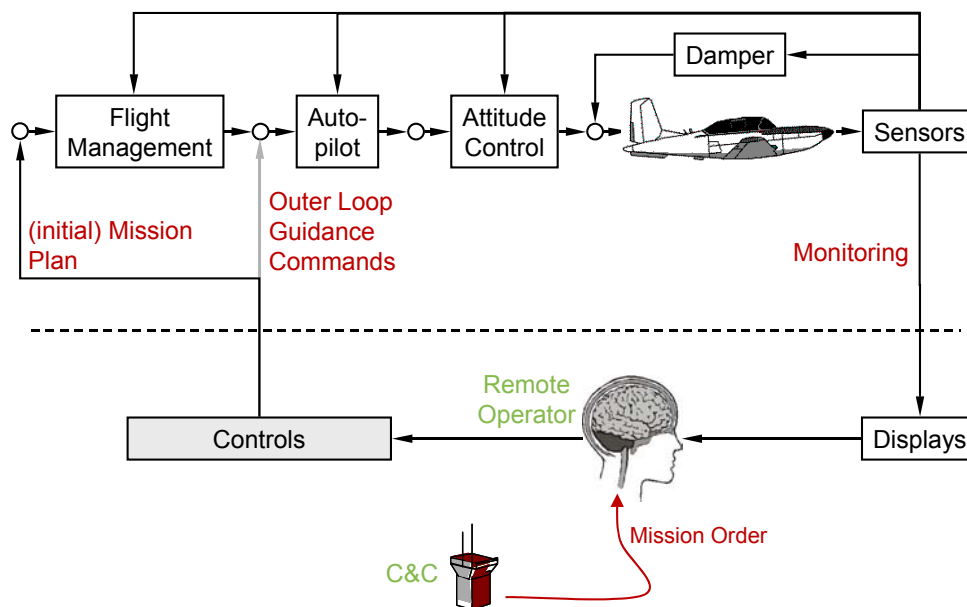 Damper
Flight
Management
Auto-
pilot
Attitude
Control
Sensors
(initial) Mission
Plan
Outer Loop
Guidance
Commands
Monitoring
Remote
Operator
Controls
Displays
Mission Order
C&C